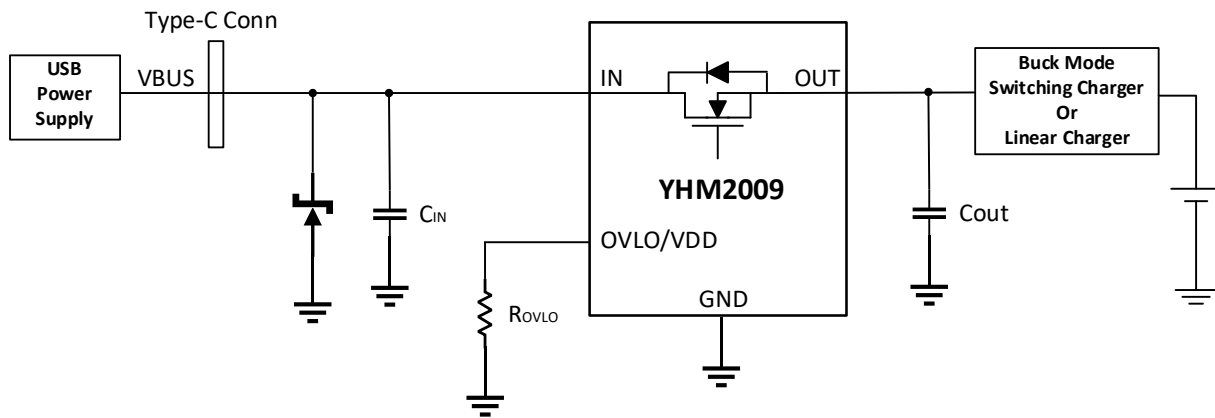 Type-C Conn
USB
Power
Supply
VBUS
IN
OUT
Buck Mode
Switching Charger
Or
Linear Charger
YHM2009
CIN
Cout
OVLO/VDD
ROVLO
GND